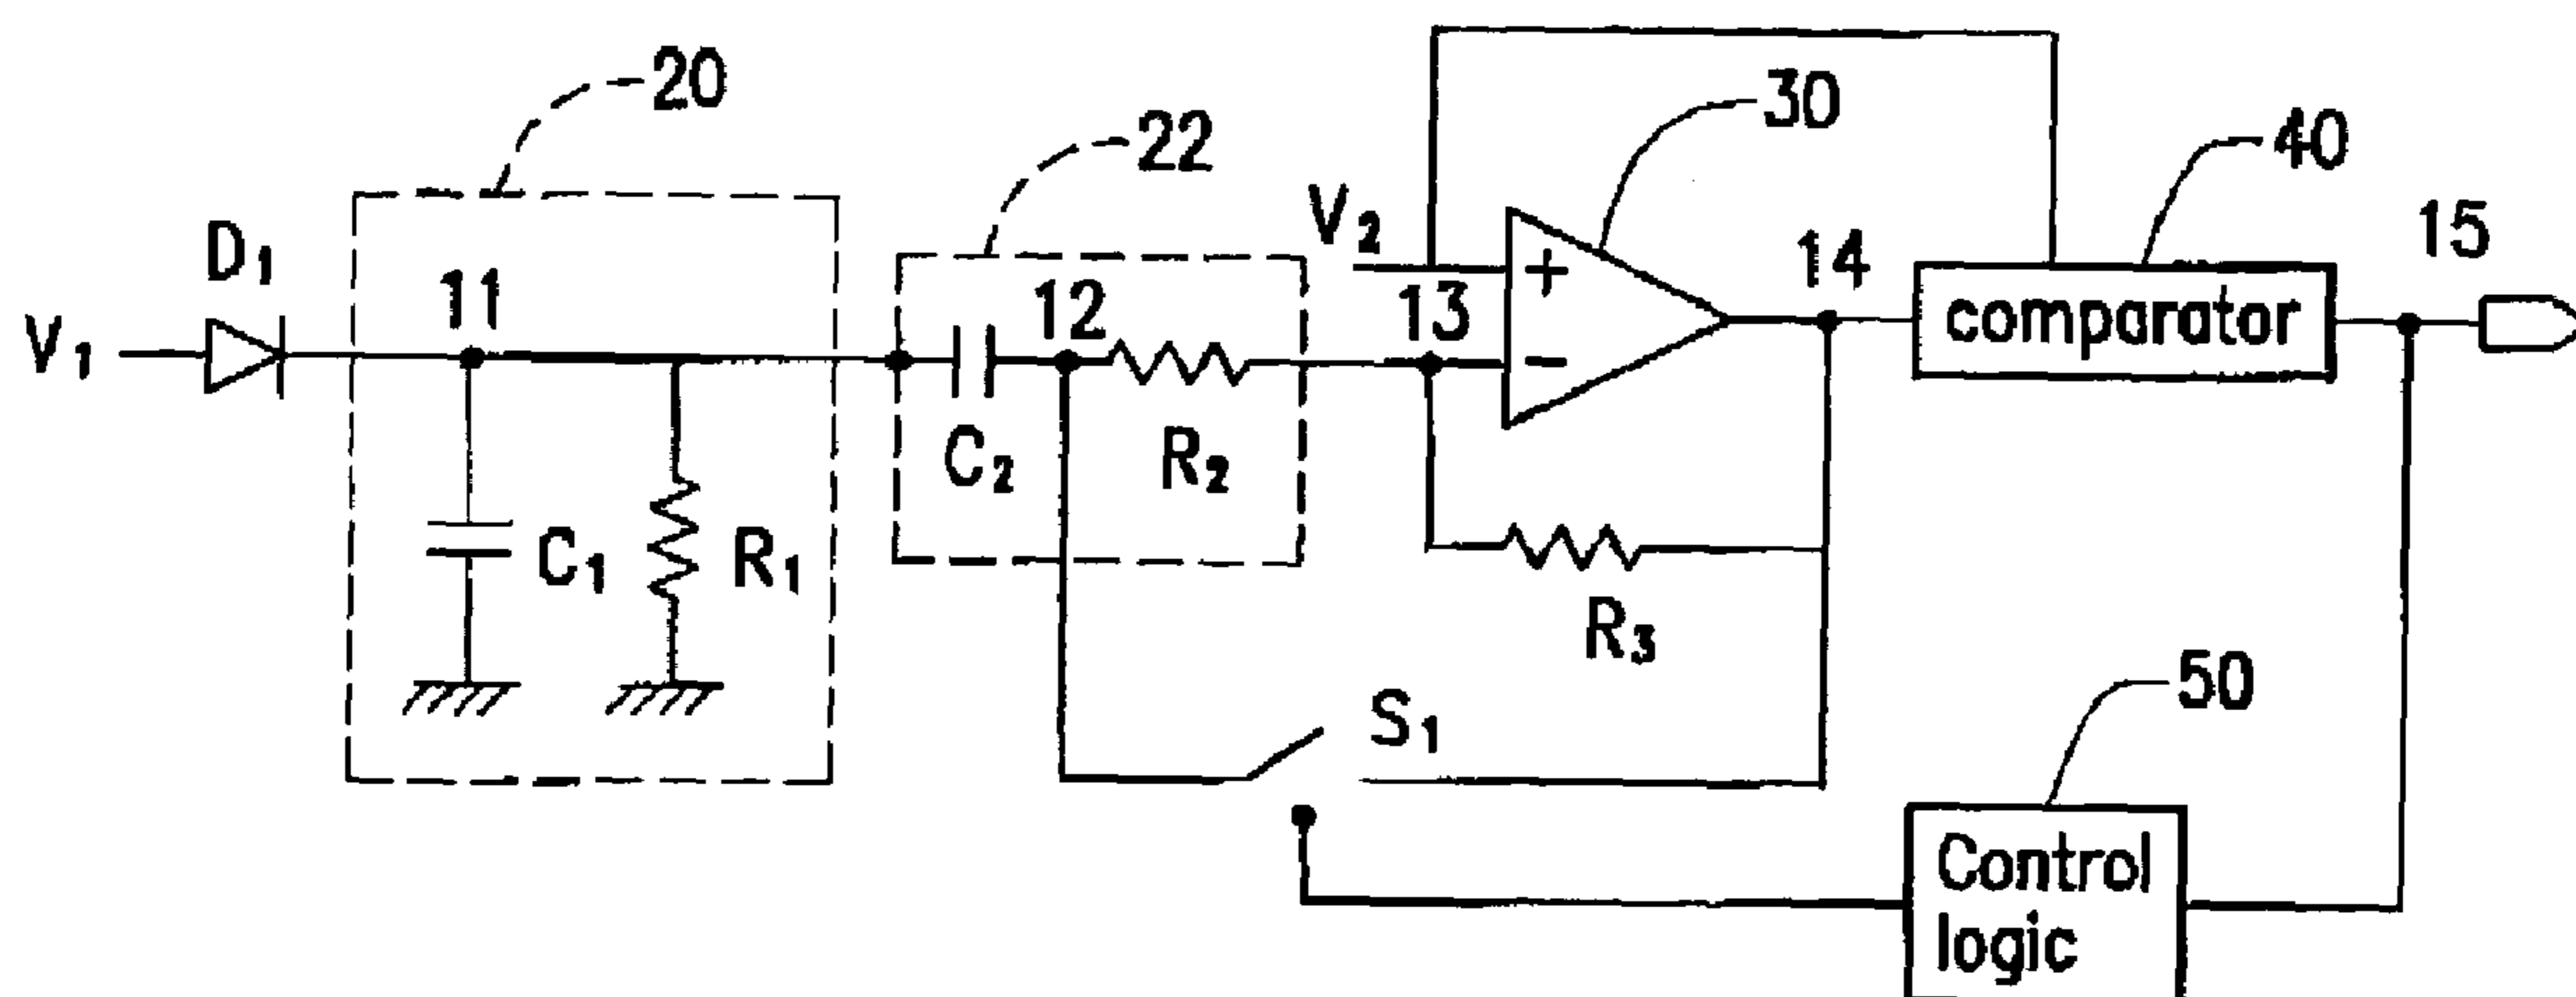 20
22
30
40
15
D₁
V₂
14
11
12
13
V₁
+
comparator
−
C₂
R₂
C₁
R₁
R₃
S₁
50
Control
logic